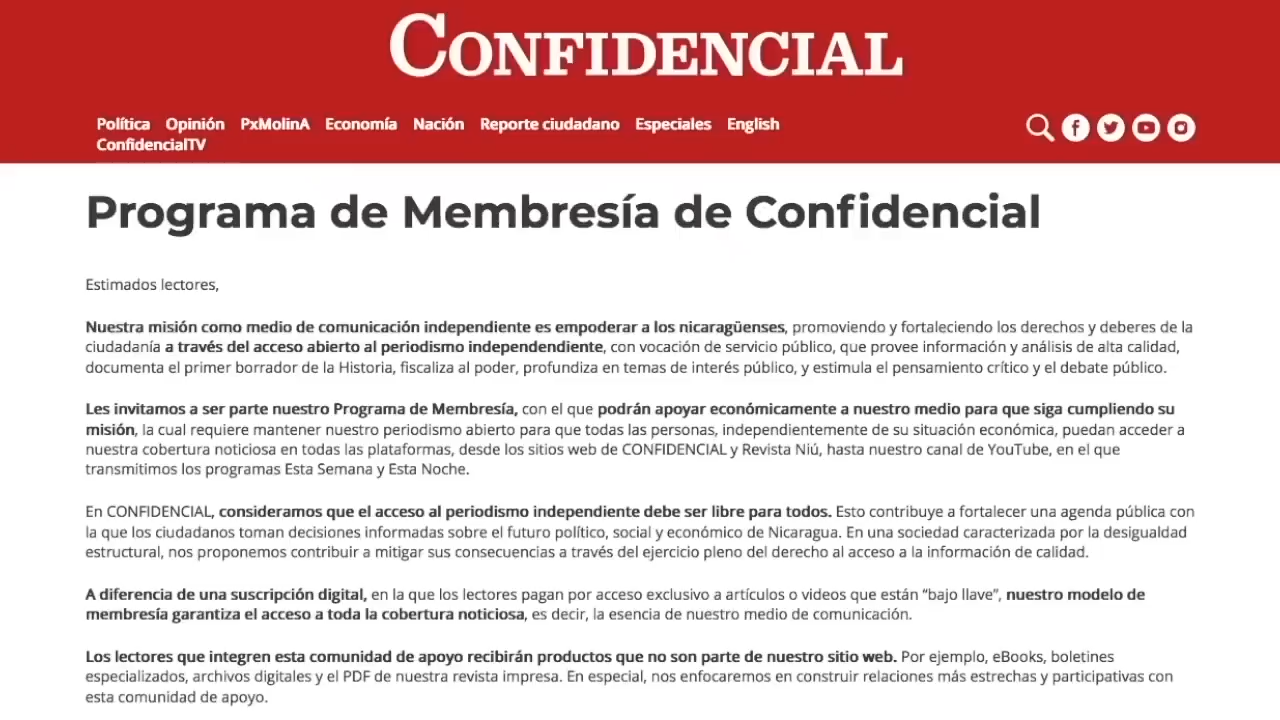 CONFIDENCIAL
Política Opinión PxMolinA Economía Nación Reporte ciudadano Especiales English
ConfidencialTV
Programa de Membresía de Confidencial
Estimados lectores,
Nuestra misión como medio de comunicación independiente es empoderar a los nicaragüenses, promoviendo y fortaleciendo los derechos y deberes de la
ciudadanía a través del acceso abierto al periodismo independendiente, con vocación de servicio público, que provee información y análisis de alta calidad,
documenta el primer borrador de la Historia, fiscaliza al poder, profundiza en temas de interés público, y estimula el pensamiento crítico y el debate público.
Les invitamos a ser parte nuestro Programa de Membresía, con el que podrán apoyar económicamente a nuestro medio para que siga cumpliendo su
misión, la cual requiere mantener nuestro periodismo abierto para que todas las personas, independientemente de su situación económica, puedan acceder a
nuestra cobertura noticiosa en todas las plataformas, desde los sitios web de CONFIDENCIAL y Revista Niú, hasta nuestro canal de YouTube, en el que
transmitimos los programas Esta Semana y Esta Noche.
En CONFIDENCIAL, consideramos que el acceso al periodismo independiente debe ser libre para todos. Esto contribuye a fortalecer una agenda pública con
la que los ciudadanos toman decisiones informadas sobre el futuro político, social y económico de Nicaragua. En una sociedad caracterizada por la desigualdad
estructural, nos proponemos contribuir a mitigar sus consecuencias a través del ejercicio pleno del derecho al acceso a la información de calidad.
A diferencia de una suscripción digital, en la que los lectores pagan por acceso exclusivo a artículos o videos que están “bajo llave”, nuestro modelo de
membresía garantiza el acceso a toda la cobertura noticiosa, es decir, la esencia de nuestro medio de comunicación.
Los lectores que integren esta comunidad de apoyo recibirán productos que no son parte de nuestro sitio web. Por ejemplo, eBooks, boletines
especializados, archivos digitales y el PDF de nuestra revista impresa. En especial, nos enfocaremos en construir relaciones más estrechas y participativas con
esta comunidad de apoyo.